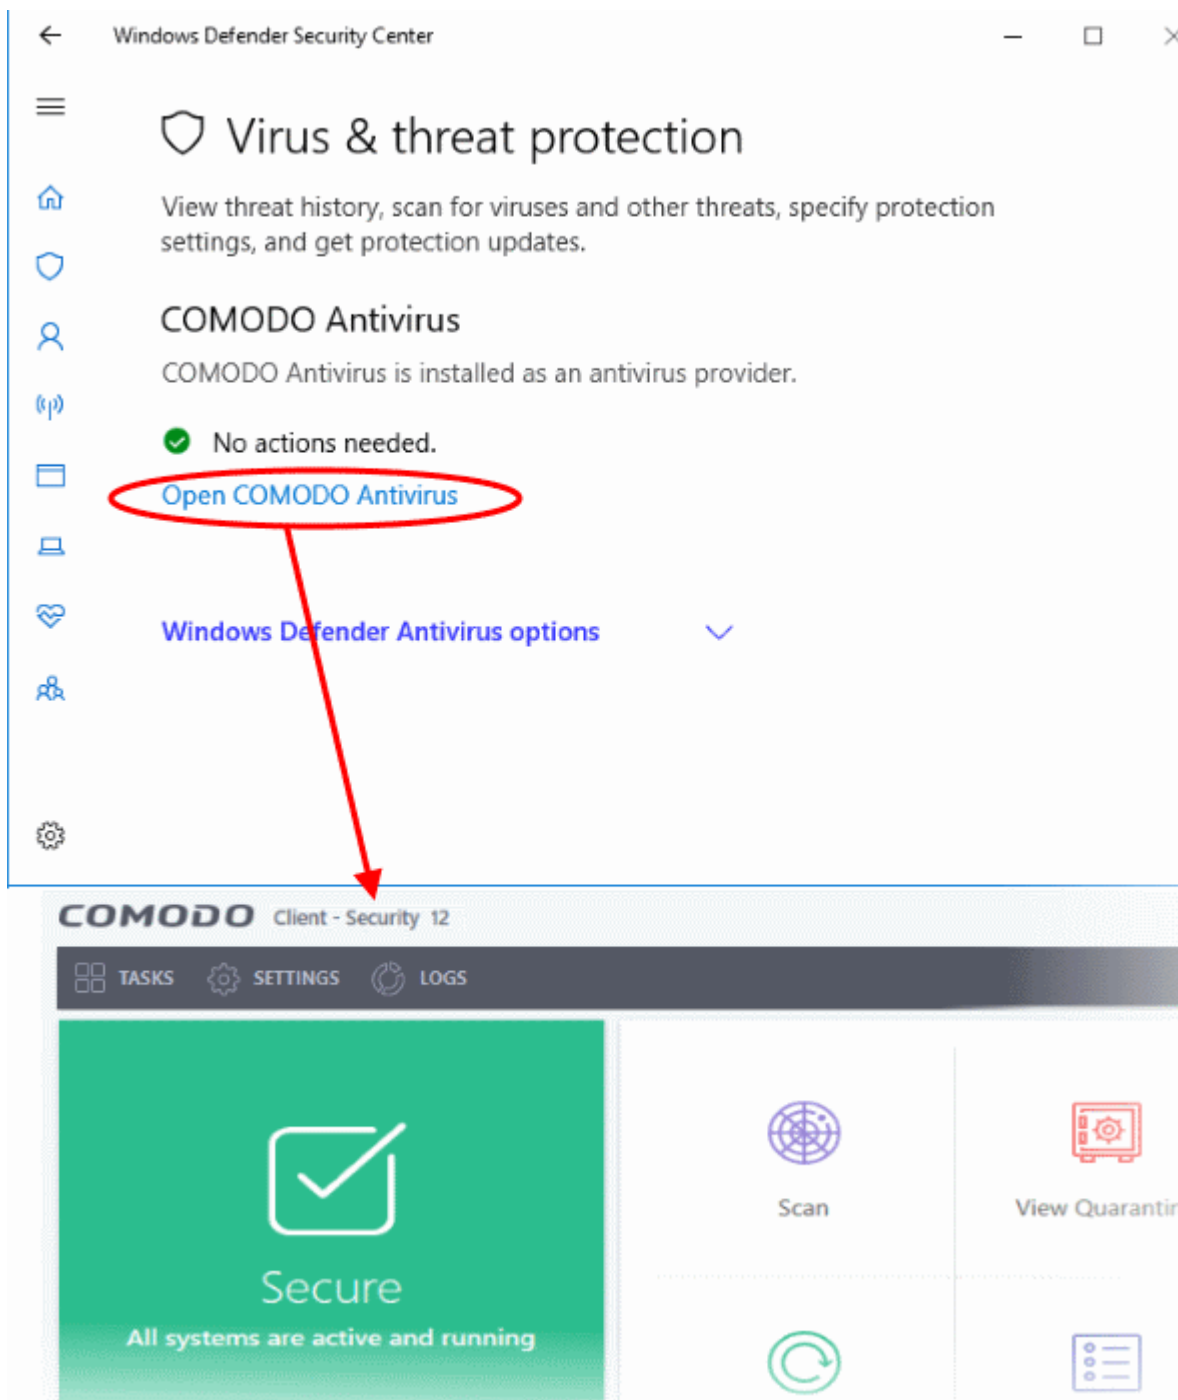 Windows Defender Security Center
Virus & threat protection
View threat history, scan for viruses and other threats, specify protection
settings, and get protection updates.
COMODO Antivirus
COMODO Antivirus is installed as an antivirus provider.
No actions needed.
Open COMODO Antivirus
Windows Defender Antivirus options
COMODO Client - Security 12
TASKS SETTINGS LOGS
Scan View Quarantin
Secure
All systems are active and running